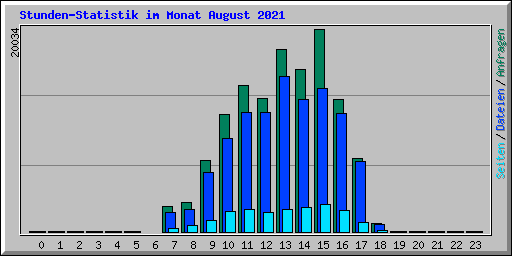 Stunden-Statistik im Monat August 2021
20034
Seiten / Dateien / Anfragen
0 1 2 3 4 5 6 7 8 9 10 11 12 13 14 15 16 17 18 19 20 21 22 23